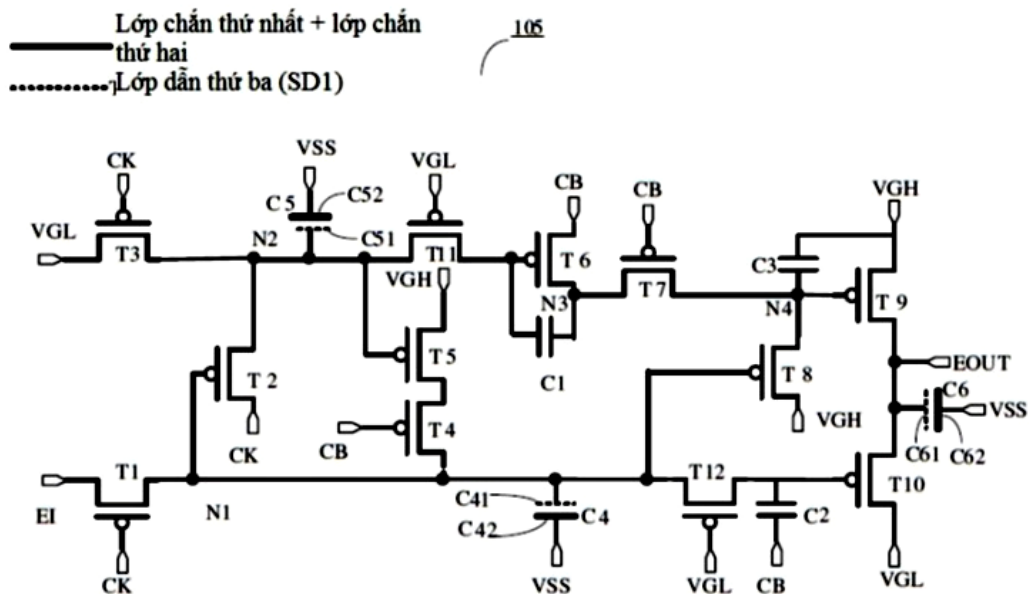 Lớp chắn thứ nhất + lớp chắn
thứ hai
Lớp dẫn thứ ba (SD1)
105
CK
VSS
VGL
CB
CB
VGH
C5
C52
VGL
T3
N2
C51
T11
VGH
T6
T7
C3
N3
N4
T9
T5
C1
T2
T8
EOUT
C6
VSS
CK
T4
CB
VGH
C61
C62
T1
T12
T10
EI
N1
C41
C42
C4
C2
CK
VSS
VGL
CB
VGL